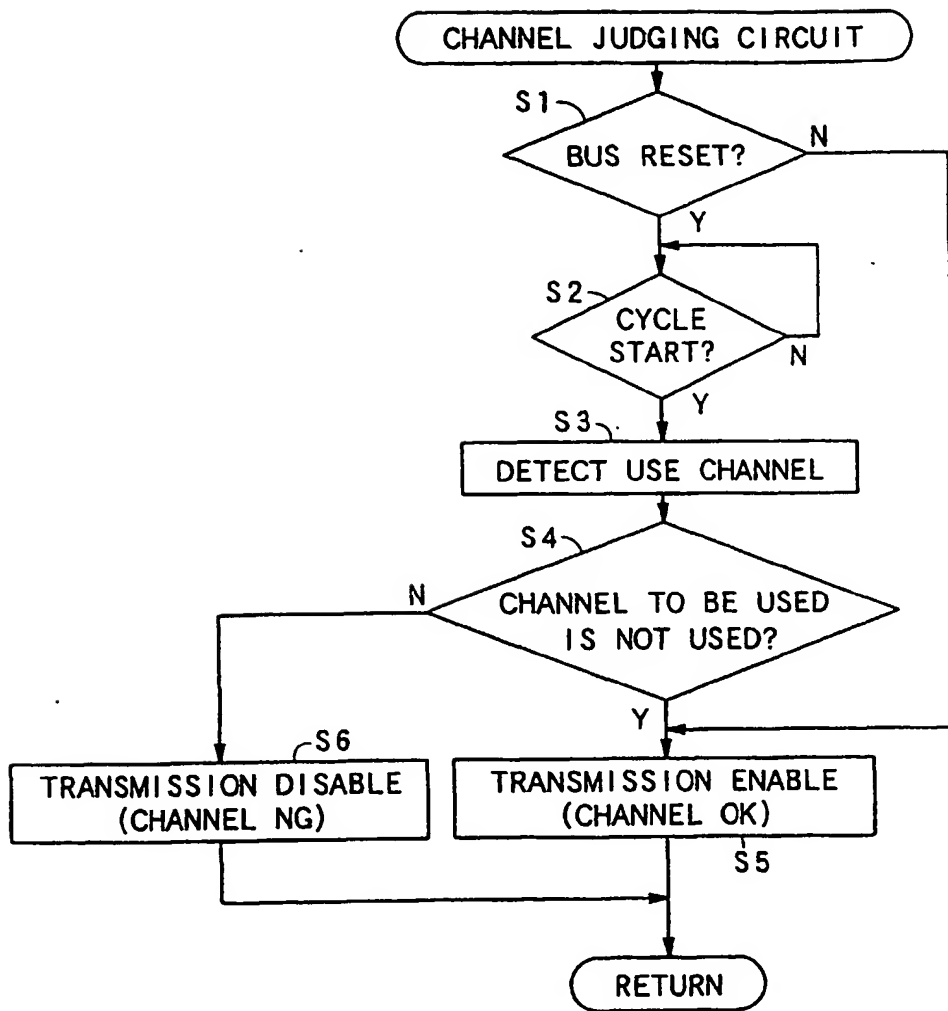 CHANNEL JUDGING CIRCUIT
S1
BUS RESET?
N
Y
S2
CYCLE
START?
N
Y
S3
DETECT USE CHANNEL
S4
N
CHANNEL TO BE USED
IS NOT USED?
Y
S6
TRANSMISSION DISABLE
(CHANNEL NG)
TRANSMISSION ENABLE
(CHANNEL OK)
S5
RETURN